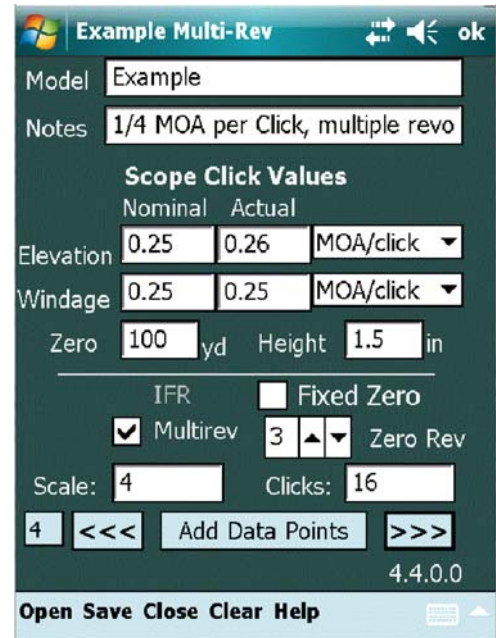 Example Multi-Rev ok
Model Example
Notes 1/4 MOA per Click, multiple revo
Scope Click Values
Nominal Actual
Elevation 0.25 0.26 MOA/click
Windage 0.25 0.25 MOA/click
Zero 100 yd Height 1.5 in
IFR Fixed Zero
Multirev 3 Zero Rev
Scale: 4 Clicks: 16
4 <<< Add Data Points >>>
4.4.0.0
Open Save Close Clear Help